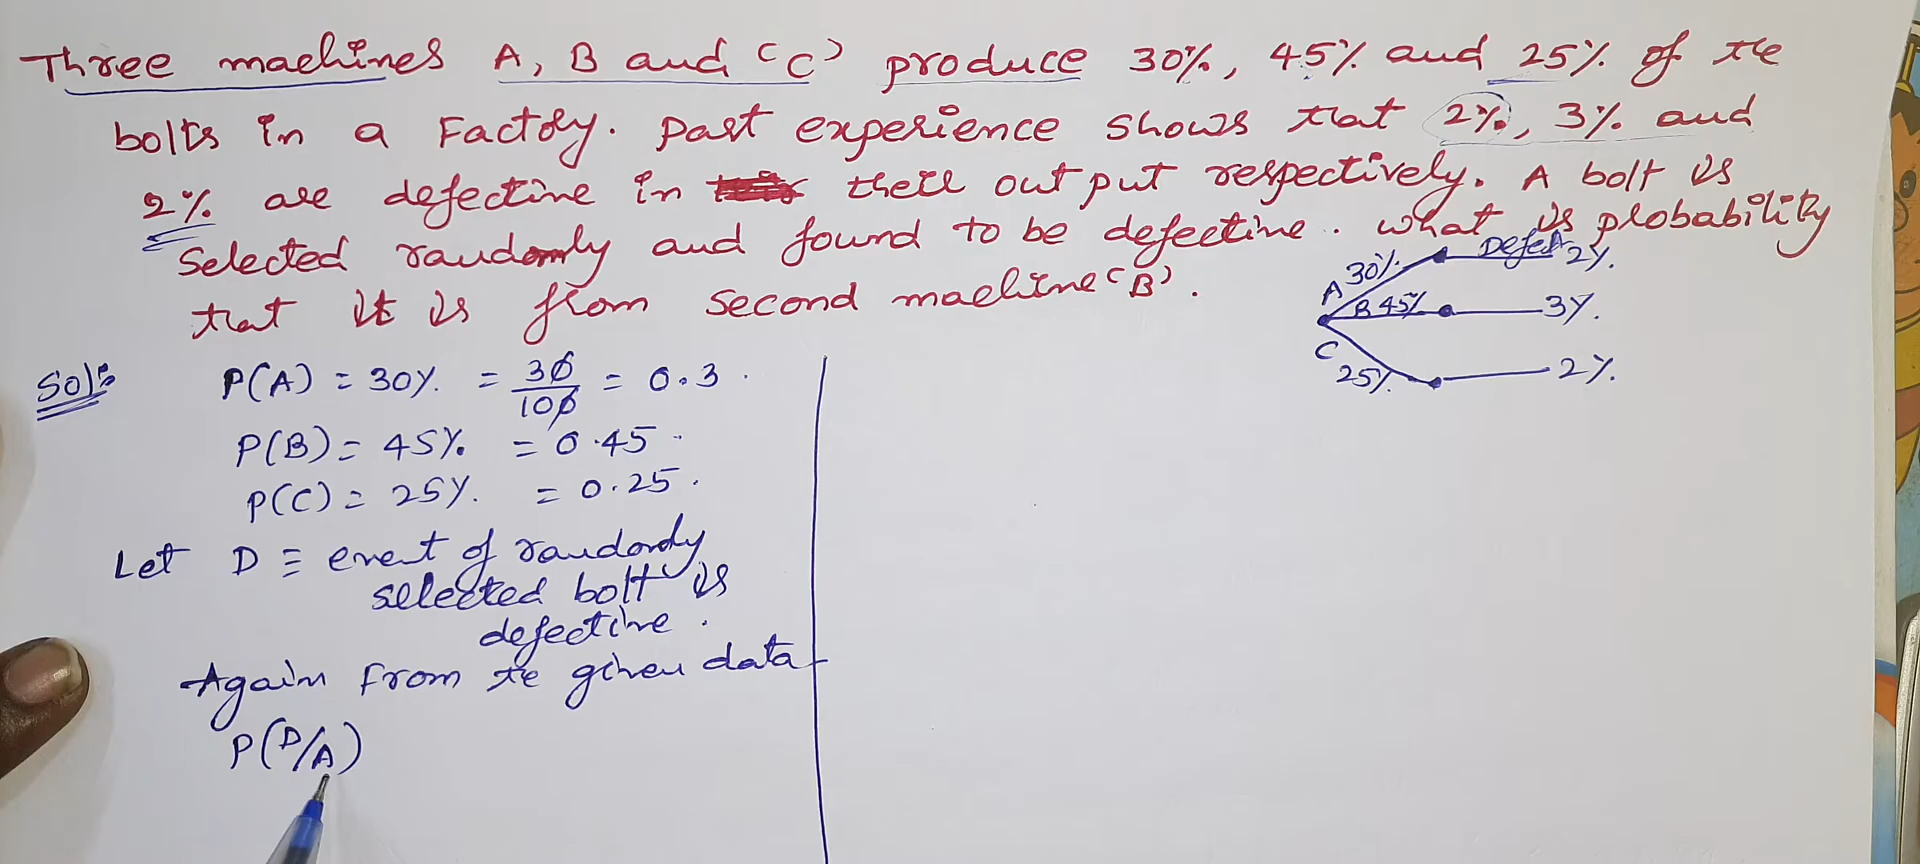 Three machines A, B and 'C' produce 30%, 45% and 25% of the
bolts in a Factory. Past experience shows that 2%, 3% and
2% are defective in their out put respectively. A bolt is
Selected randomly and found to be defective. what is probability
that it is from second machine 'B'.
A 30% Defect 2%.
B 45% 3%.
C 25%. 2%.
Sol:
P(A) = 30%. = 30/100 = 0.3.
P(B) = 45%. = 0.45.
P(C) = 25%. = 0.25.
Let D ≡ event of randomly
selected bolt is
defective.
Again from the given data
P(D/A)